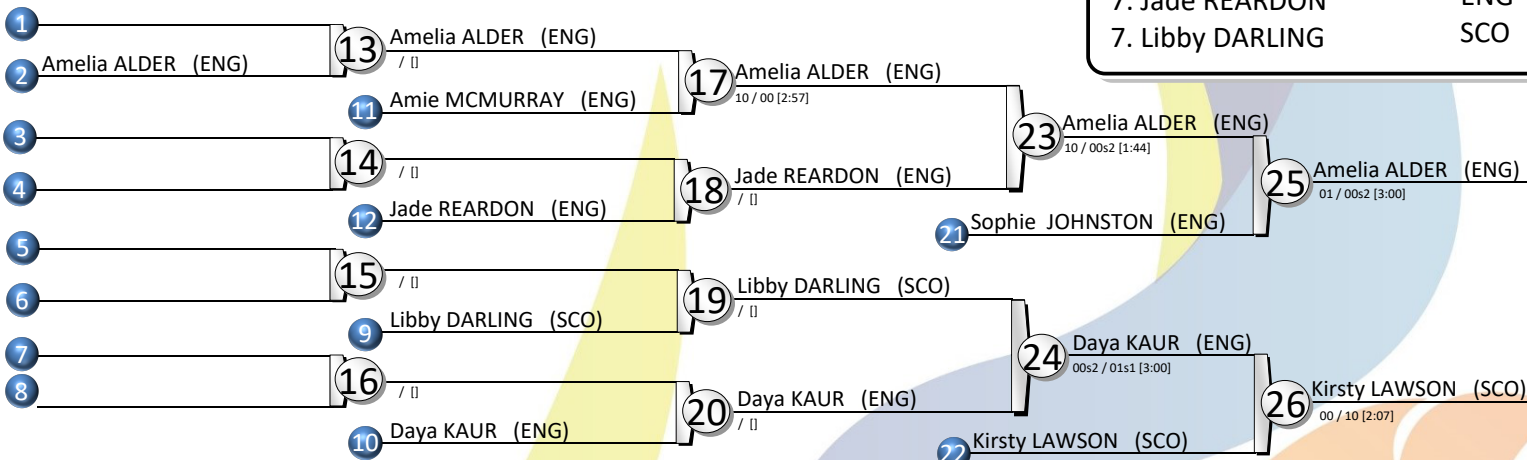 7. Jade REARDON ENG
7. Libby DARLING SCO
1
2 Amelia ALDER (ENG)
13 Amelia ALDER (ENG)
/ []
11 Amie MCMURRAY (ENG)
17 Amelia ALDER (ENG)
10 / 00 [2:57]
3
4
14
/ []
12 Jade REARDON (ENG)
18 Jade REARDON (ENG)
/ []
23 Amelia ALDER (ENG)
10 / 00s2 [1:44]
21 Sophie JOHNSTON (ENG)
25 Amelia ALDER (ENG)
01 / 00s2 [3:00]
5
6
15
/ []
9 Libby DARLING (SCO)
19 Libby DARLING (SCO)
/ []
7
8
16
/ []
10 Daya KAUR (ENG)
20 Daya KAUR (ENG)
/ []
24 Daya KAUR (ENG)
00s2 / 01s1 [3:00]
22 Kirsty LAWSON (SCO)
26 Kirsty LAWSON (SCO)
00 / 10 [2:07]